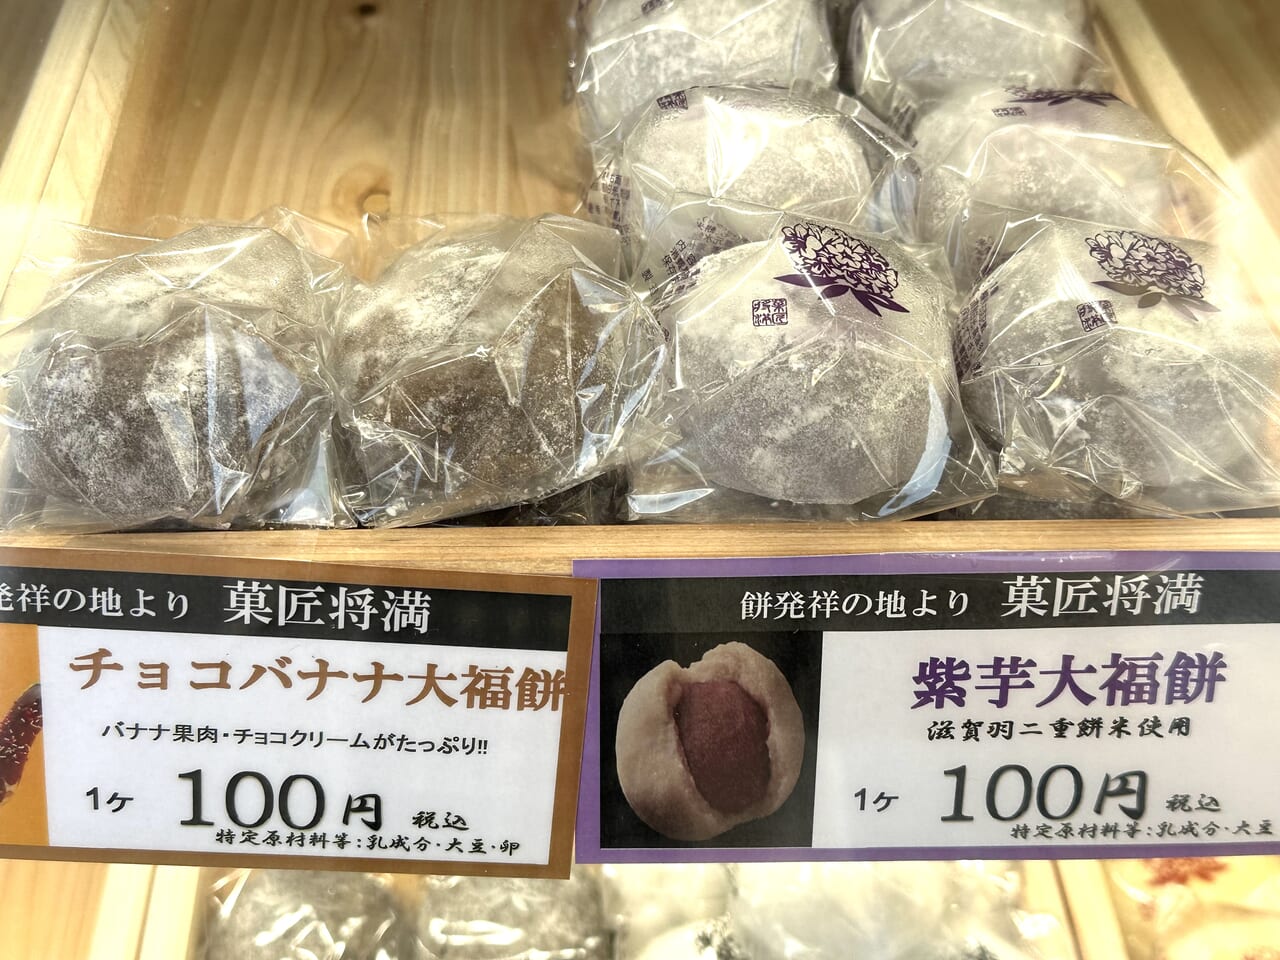 発祥の地より 菓匠将満
チョコバナナ大福餅
バナナ果肉・チョコクリームがたっぷり!!
1ヶ 100円 税込
特定原材料等:乳成分・大豆・卵
餅発祥の地より 菓匠将満
紫芋大福餅
滋賀羽二重餅米使用
1ヶ 100円 税込
特定原材料等:乳成分・大豆